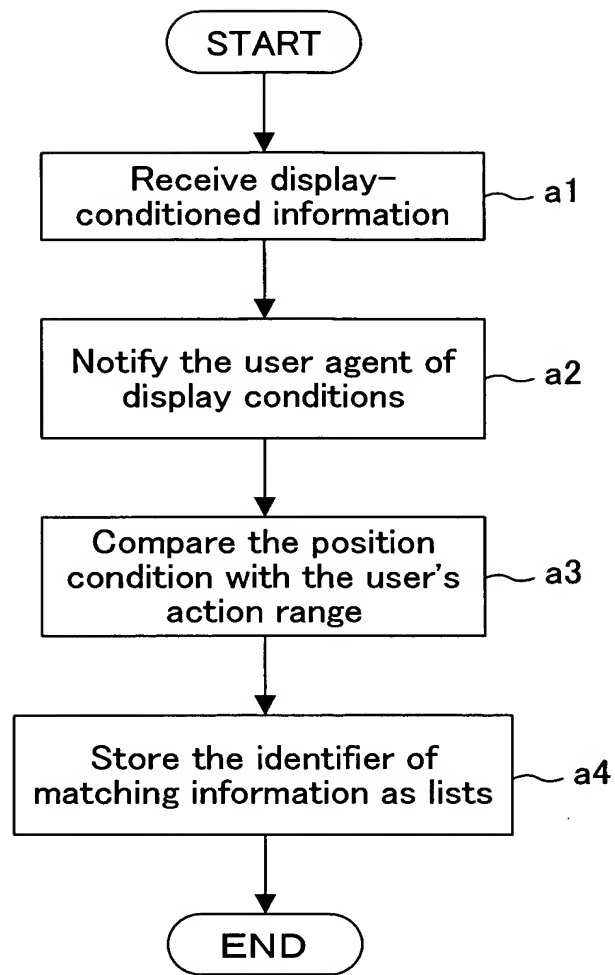 START
Receive display-
conditioned information
a1
Notify the user agent of
display conditions
a2
Compare the position
condition with the user's
action range
a3
Store the identifier of
matching information as lists
a4
END